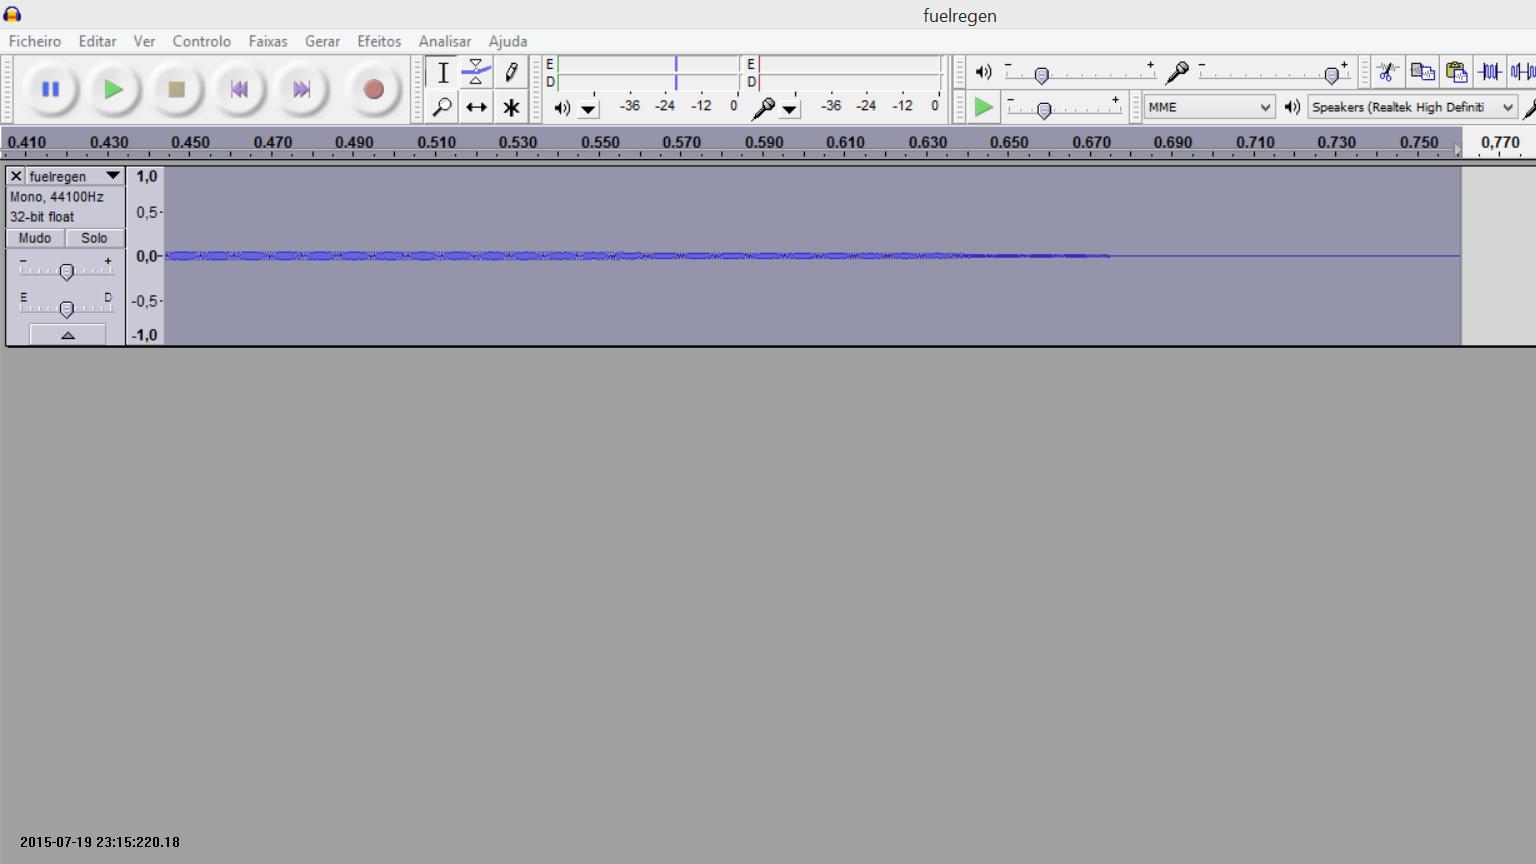 fuelregen
Ficheiro Editar Ver Controlo Faixas Gerar Efeitos Analisar Ajuda
E E
D D
-36 -24 -12 0 -36 -24 -12 0
- + - +
- + MME Speakers (Realtek High Definiti
0.410 0.430 0.450 0.470 0.490 0.510 0.530 0.550 0.570 0.590 0.610 0.630 0.650 0.670 0.690 0.710 0.730 0.750 0,770
fuelregen 1,0
Mono, 44100Hz
32-bit float 0,5-
Mudo Solo
- + 0,0-
E D -0,5-
-1,0
2015-07-19 23:15:220.18